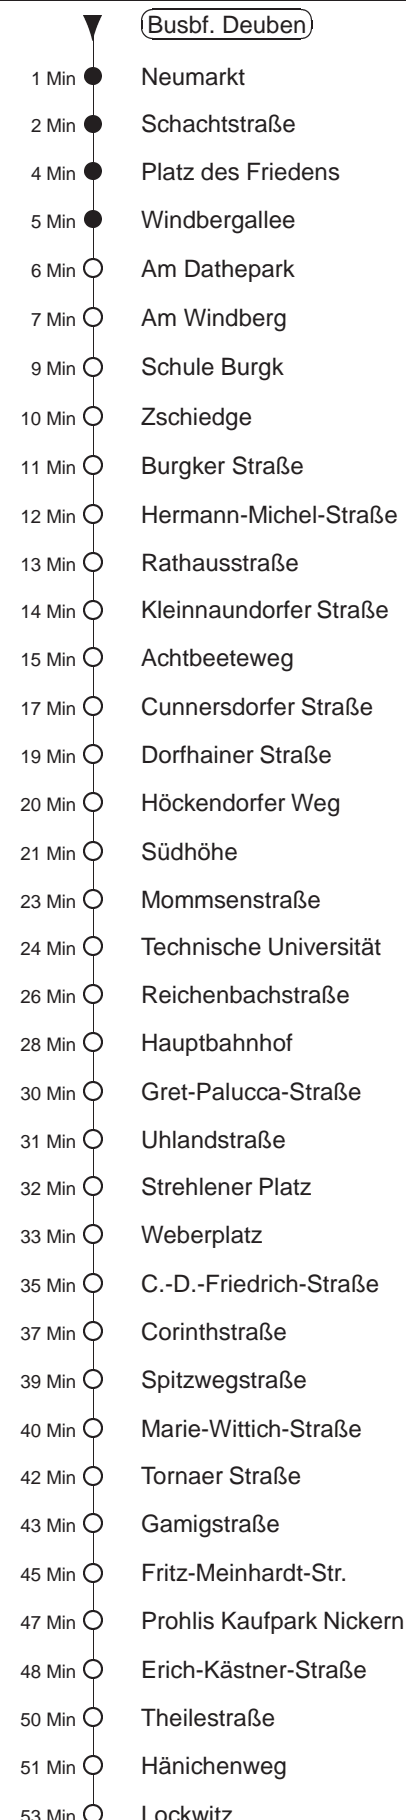 Busbf. Deuben
1 Min Neumarkt
2 Min Schachtstraße
4 Min Platz des Friedens
5 Min Windbergallee
6 Min Am Dathepark
7 Min Am Windberg
9 Min Schule Burgk
10 Min Zschiedge
11 Min Burgker Straße
12 Min Hermann-Michel-Straße
13 Min Rathausstraße
14 Min Kleinnaundorfer Straße
15 Min Achtbeeteweg
17 Min Cunnersdorfer Straße
19 Min Dorfhainer Straße
20 Min Höckendorfer Weg
21 Min Südhöhe
23 Min Mommsenstraße
24 Min Technische Universität
26 Min Reichenbachstraße
28 Min Hauptbahnhof
30 Min Gret-Palucca-Straße
31 Min Uhlandstraße
32 Min Strehlener Platz
33 Min Weberplatz
35 Min C.-D.-Friedrich-Straße
37 Min Corinthstraße
39 Min Spitzwegstraße
40 Min Marie-Wittich-Straße
42 Min Tornaer Straße
43 Min Gamigstraße
45 Min Fritz-Meinhardt-Str.
47 Min Prohlis Kaufpark Nickern
48 Min Erich-Kästner-Straße
50 Min Theilestraße
51 Min Hänichenweg
53 Min Lockwitz